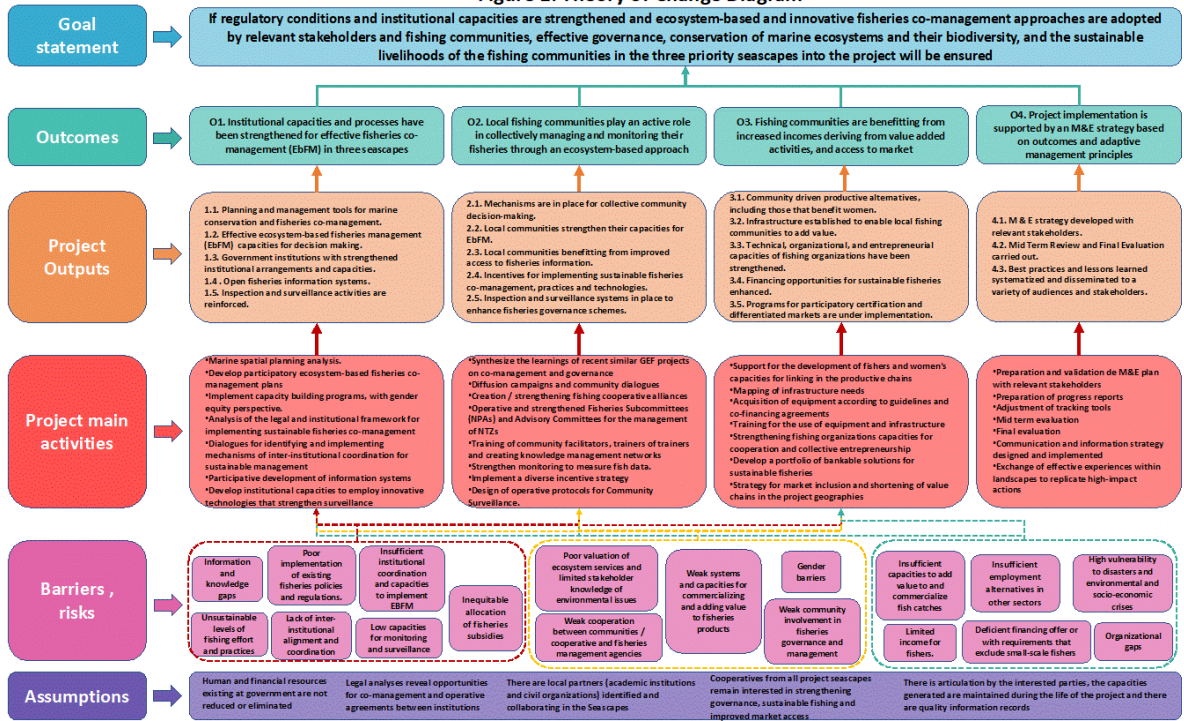 Figure 2. Theory of Change Diagram
Goal
statement
If regulatory conditions and institutional capacities are strengthened and ecosystem-based and innovative fisheries co-management approaches are adopted
by relevant stakeholders and fishing communities, effective governance, conservation of marine ecosystems and their biodiversity, and the sustainable
livelihoods of the fishing communities in the three priority seascapes into the project will be ensured
Outcomes
O1. Institutional capacities and processes have
been strengthened for effective fisheries co-
management (EbFM) in three seascapes
O2. Local fishing communities play an active role
in collectively managing and monitoring their
fisheries through an ecosystem-based approach
O3. Fishing communities are benefitting from
increased incomes deriving from value added
activities, and access to market
O4. Project implementation is
supported by an M&E strategy based
on outcomes and adaptive
management principles
Project
Outputs
1.1. Planning and management tools for marine
conservation and fisheries co-management.
1.2. Effective ecosystem-based fisheries management
(EbFM) capacities for decision making.
1.3. Government institutions with strengthened
institutional arrangements and capacities.
1.4 . Open fisheries information systems.
1.5. Inspection and surveillance activities are
reinforced.
2.1. Mechanisms are in place for collective community
decision-making.
2.2. Local communities strengthen their capacities for
EbFM.
2.3. Local communities benefitting from improved
access to fisheries information.
2.4. Incentives for implementing sustainable fisheries
co-management, practices and technologies.
2.5. Inspection and surveillance systems in place to
enhance fisheries governance schemes.
3.1. Community driven productive alternatives,
including those that benefit women.
3.2. Infrastructure established to enable local fishing
communities to add value.
3.3. Technical, organizational, and entrepreneurial
capacities of fishing organizations have been
strengthened.
3.4. Financing opportunities for sustainable fisheries
enhanced.
3.5. Programs for participatory certification and
differentiated markets are under implementation.
4.1. M & E strategy developed with
relevant stakeholders.
4.2. Mid Term Review and Final Evaluation
carried out.
4.3. Best practices and lessons learned
systematized and disseminated to a
variety of audiences and stakeholders.
Project main
activities
•Marine spatial planning analysis.
•Develop participatory ecosystem-based fisheries co-
management plans
•Implement capacity building programs, with gender
equity perspective.
•Analysis of the legal and institutional framework for
implementing sustainable fisheries co-management
•Dialogues for identifying and implementing
mechanisms of inter-institutional coordination for
sustainable management
•Participative development of information systems
•Develop institutional capacities to employ innovative
technologies that strengthen surveillance
•Synthesize the learnings of recent similar GEF projects
on co-management and governance
•Diffusion campaigns and community dialogues
•Creation / strengthening fishing cooperative alliances
•Operative and strengthened Fisheries Subcommittees
(NPAs) and Advisory Committees for the management of
NTZs
•Training of community facilitators, trainers of trainers
and creating knowledge management networks
•Strengthen monitoring to measure fish data.
•Implement a diverse incentive strategy
•Design of operative protocols for Community
Surveillance.
•Support for the development of fishers and women's
capacities for linking in the productive chains
•Mapping of infrastructure needs
•Acquisition of equipment according to guidelines and
co-financing agreements
•Training for the use of equipment and infrastructure
•Strengthening fishing organizations capacities for
cooperation and collective entrepreneurship
•Develop a portfolio of bankable solutions for
sustainable fisheries
•Strategy for market inclusion and shortening of value
chains in the project geographies
•Preparation and validation de M&E plan
with relevant stakeholders
•Preparation of progress reports
•Adjustment of tracking tools
•Mid term evaluation
•Final evaluation
•Communication and information strategy
designed and implemented
•Exchange of effective experiences within
landscapes to replicate high-impact
actions
Barriers ,
risks
Information
and
knowledge
gaps
Poor
implementation
of existing
fisheries policies
and regulations.
Insufficient
institutional
coordination
and capacities
to implement
EBFM
Inequitable
allocation
of fisheries
subsidies
Unsustainable
levels of
fishing effort
and practices
Lack of inter-
institutional
alignment and
coordination
Low capacities
for monitoring
and surveillance
Poor valuation of
ecosystem services and
limited stakeholder
knowledge of
environmental issues
Weak systems
and capacities for
commercializing
and adding value
to fisheries
products
Gender
barriers
Weak cooperation
between communities /
cooperative and fisheries
management agencies
Weak community
involvement in
fisheries
governance and
management
Insufficient
capacities to add
value to and
commercialize
fish catches
Insufficient
employment
alternatives in
other sectors
High vulnerability
to disasters and
environmental and
socio-economic
crises
Limited
income for
fishers.
Deficient financing offer or
with requirements that
exclude small-scale fishers
Organizational
gaps
Assumptions
Human and financial resources
existing at government are not
reduced or eliminated
Legal analyses reveal opportunities
for co-management and operative
agreements between institutions
There are local partners (academic institutions
and civil organizations) identified and
collaborating in the Seascapes
Cooperatives from all project seascapes
remain interested in strengthening
governance, sustainable fishing and
improved market access
There is articulation by the interested parties, the capacities
generated are maintained during the life of the project and there
are quality information records